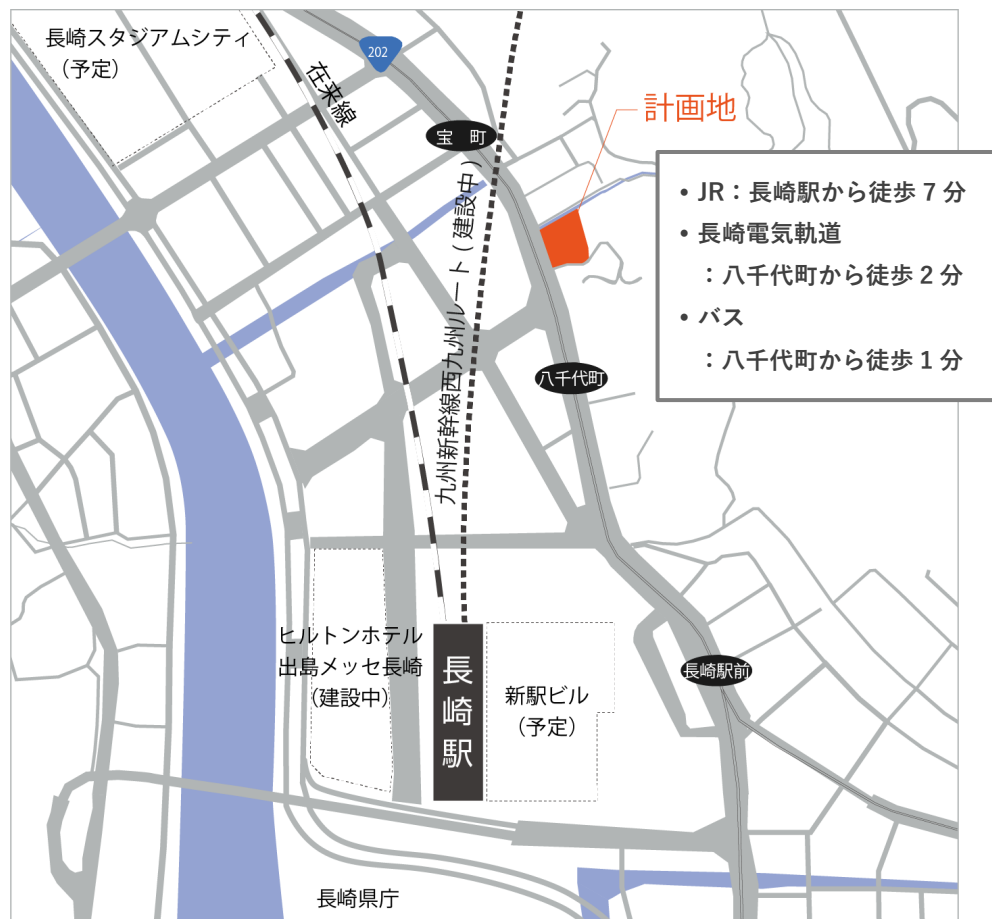 長崎スタジアムシティ
（予定）
202
在来線
宝 町
計画地
九州新幹線西九州ルート（建設中）
• JR：長崎駅から徒歩 7 分
• 長崎電気軌道
：八千代町から徒歩 2 分
• バス
：八千代町から徒歩 1 分
八千代町
ヒルトンホテル
出島メッセ長崎
（建設中）
長崎駅
新駅ビル
（予定）
長崎駅前
長崎県庁